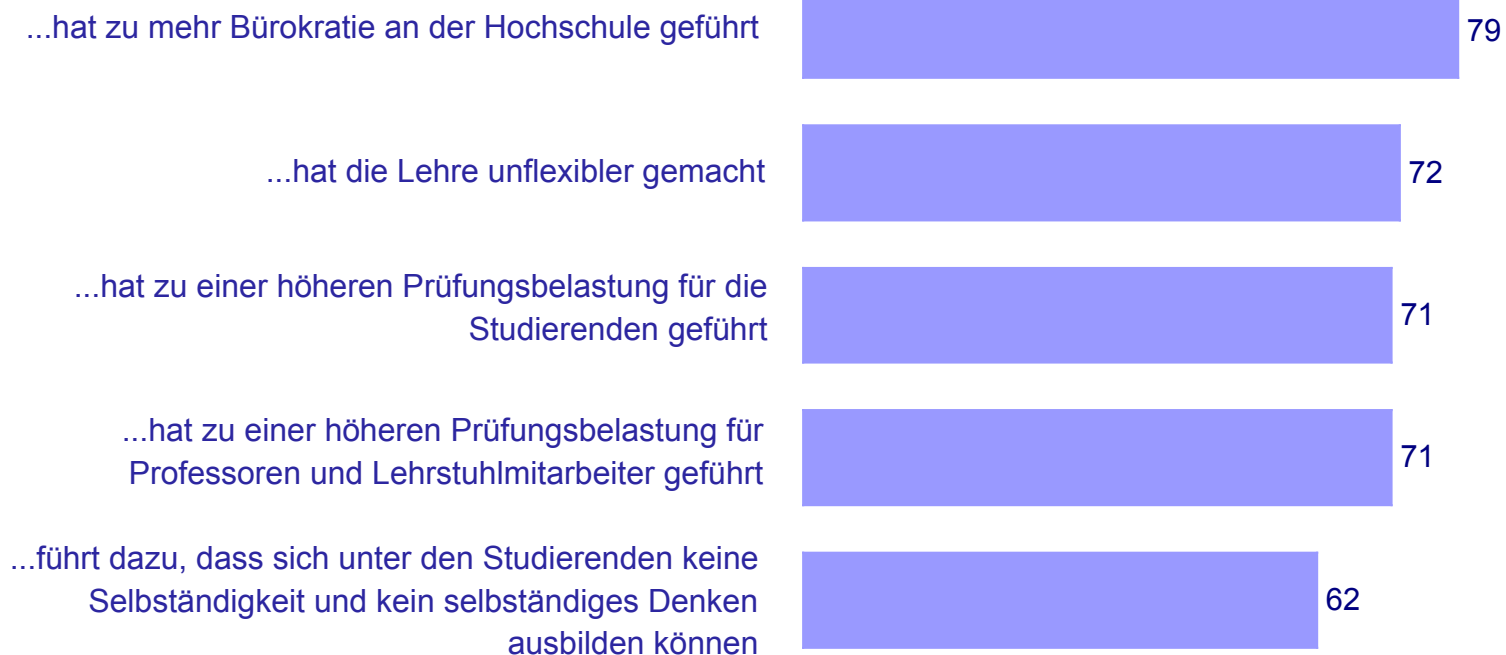 ...hat zu mehr Bürokratie an der Hochschule geführt
79
...hat die Lehre unflexibler gemacht
72
...hat zu einer höheren Prüfungsbelastung für die
Studierenden geführt
71
...hat zu einer höheren Prüfungsbelastung für
Professoren und Lehrstuhlmitarbeiter geführt
71
...führt dazu, dass sich unter den Studierenden keine
Selbständigkeit und kein selbständiges Denken
ausbilden können
62